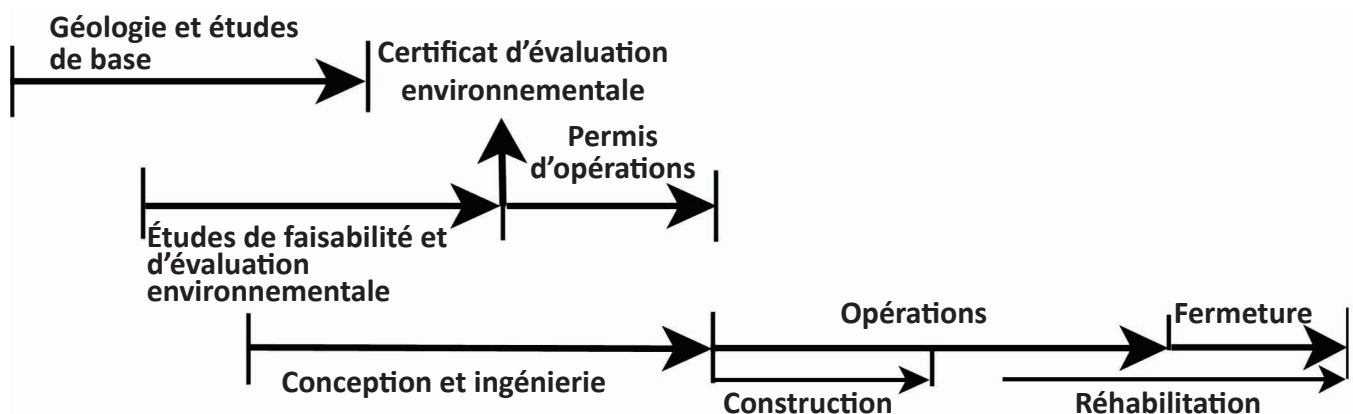 Géologie et études
de base
Certificat d'évaluation
environnementale
Permis
d'opérations
Études de faisabilité et
d'évaluation
environnementale
Opérations
Fermeture
Conception et ingénierie
Construction
Réhabilitation